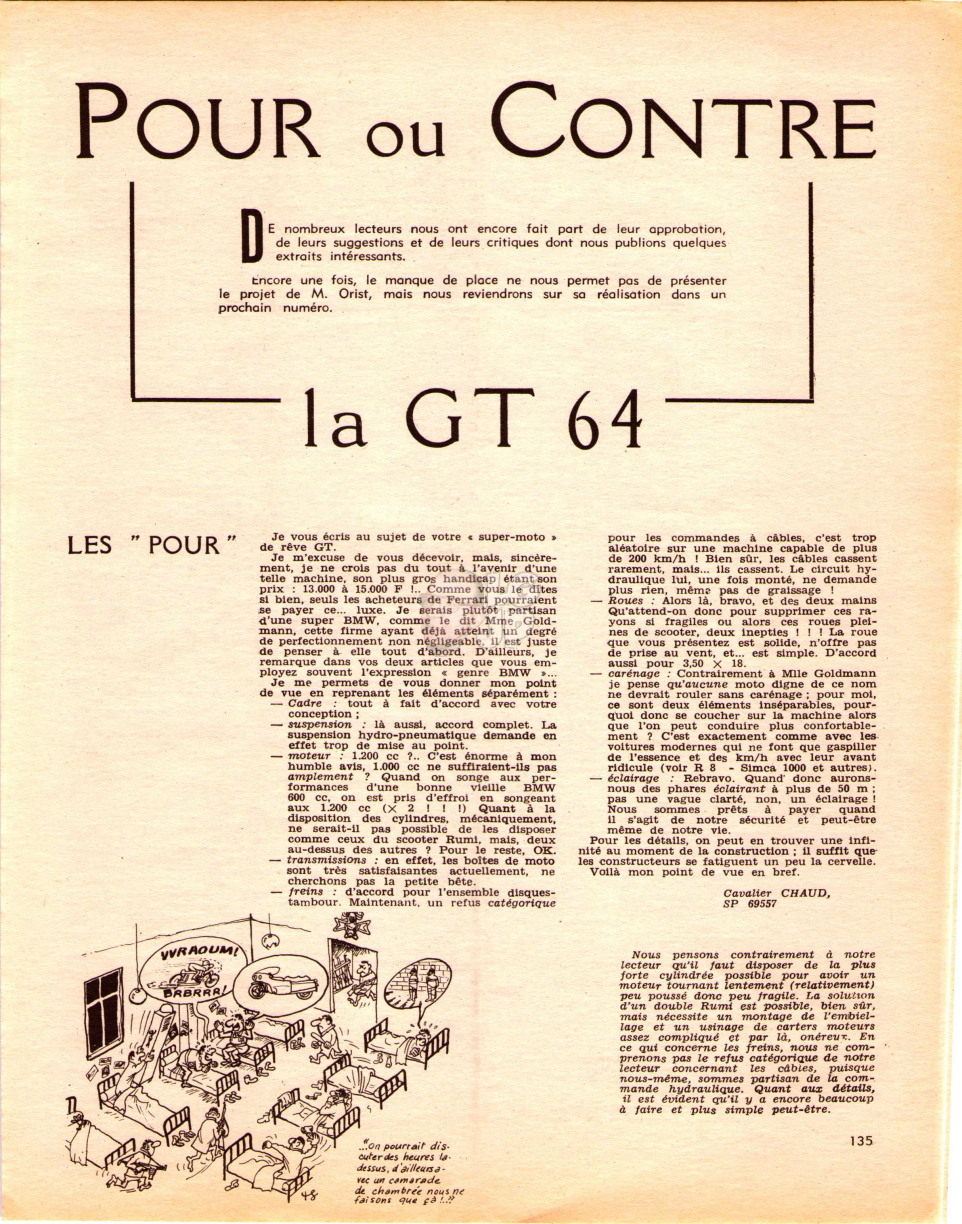 POUR OU CONTRE
DE nombreux lecteurs nous ont encore fait part de leur approbation,
de leurs suggestions et de leurs critiques dont nous publions quelques
extraits intéressants.
Encore une fois, le manque de place ne nous permet pas de présenter
le projet de M. Orist, mais nous reviendrons sur sa réalisation dans un
prochain numéro.
la GT 64
LES " POUR "
Je vous écris au sujet de votre « super-moto »
de rêve GT.
Je m'excuse de vous décevoir, mais, sincère-
ment, je ne crois pas du tout à l'avenir d'une
telle machine, son plus gros handicap étant son
prix : 13.000 à 15.000 F !.. Comme vous le dites
si bien, seuls les acheteurs de Ferrari pourraient
se payer ce... luxe. Je serais plutôt partisan
d'une super BMW, comme le dit Mme Gold-
mann, cette firme ayant déjà atteint un degré
de perfectionnement non négligeable, il est juste
de penser à elle tout d'abord. D'ailleurs, je
remarque dans vos deux articles que vous em-
ployez souvent l'expression « genre BMW »...
Je me permets de vous donner mon point
de vue en reprenant les éléments séparément :
— Cadre : tout à fait d'accord avec votre
conception ;
— suspension : là aussi, accord complet. La
suspension hydro-pneumatique demande en
effet trop de mise au point.
— moteur : 1.200 cc ?.. C'est énorme à mon
humble avis, 1.000 cc ne suffiraient-ils pas
amplement ? Quand on songe aux per-
formances d'une bonne vieille BMW
600 cc, on est pris d'effroi en songeant
aux 1.200 cc (X 2 ! ! !) Quant à la
disposition des cylindres, mécaniquement,
ne serait-il pas possible de les disposer
comme ceux du scooter Rumi, mais, deux
au-dessus des autres ? Pour le reste, OK.
— transmissions : en effet, les boîtes de moto
sont très satisfaisantes actuellement, ne
cherchons pas la petite bête.
— freins : d'accord pour l'ensemble disques-
tambour. Maintenant, un refus catégorique
pour les commandes à câbles, c'est trop
aléatoire sur une machine capable de plus
de 200 km/h ! Bien sûr, les câbles cassent
rarement, mais... ils cassent. Le circuit hy-
draulique lui, une fois monté, ne demande
plus rien, même pas de graissage !
— Roues : Alors là, bravo, et des deux mains
Qu'attend-on donc pour supprimer ces ra-
yons si fragiles ou alors ces roues plei-
nes de scooter, deux inepties ! ! ! La roue
que vous présentez est solide, n'offre pas
de prise au vent, et... est simple. D'accord
aussi pour 3,50 X 18.
— carénage : Contrairement à Mlle Goldmann
je pense qu'aucune moto digne de ce nom
ne devrait rouler sans carénage ; pour moi,
ce sont deux éléments inséparables, pour-
quoi donc se coucher sur la machine alors
que l'on peut conduire plus confortable-
ment ? C'est exactement comme avec les
voitures modernes qui ne font que gaspiller
de l'essence et des km/h avec leur avant
ridicule (voir R 8 - Simca 1000 et autres).
— éclairage : Rebravo. Quand donc aurons-
nous des phares éclairant à plus de 50 m ;
pas une vague clarté, non, un éclairage !
Nous sommes prêts à payer quand
il s'agit de notre sécurité et peut-être
même de notre vie.
Pour les détails, on peut en trouver une infi-
nité au moment de la construction ; il suffit que
les constructeurs se fatiguent un peu la cervelle.
Voilà mon point de vue en bref.
Cavalier CHAUD,
SP 69557
Nous pensons contrairement à notre
lecteur qu'il faut disposer de la plus
forte cylindrée possible pour avoir un
moteur tournant lentement (relativement)
peu poussé donc peu fragile. La solution
d'un double Rumi est possible, bien sûr,
mais nécessite un montage de l'embiel-
lage et un usinage de carters moteurs
assez compliqué et par là, onéreux. En
ce qui concerne les freins, nous ne com-
prenons pas le refus catégorique de notre
lecteur concernant les câbles, puisque
nous-même, sommes partisan de la com-
mande hydraulique. Quant aux détails,
il est évident qu'il y a encore beaucoup
à faire et plus simple peut-être.
VVRAOUM!
BRBRRR!
"...On pourrait dis-
cuter des heures la-
dessus, d'ailleurs a-
vec un camarade
de chambrée nous ne
faisons que çà !.."
135